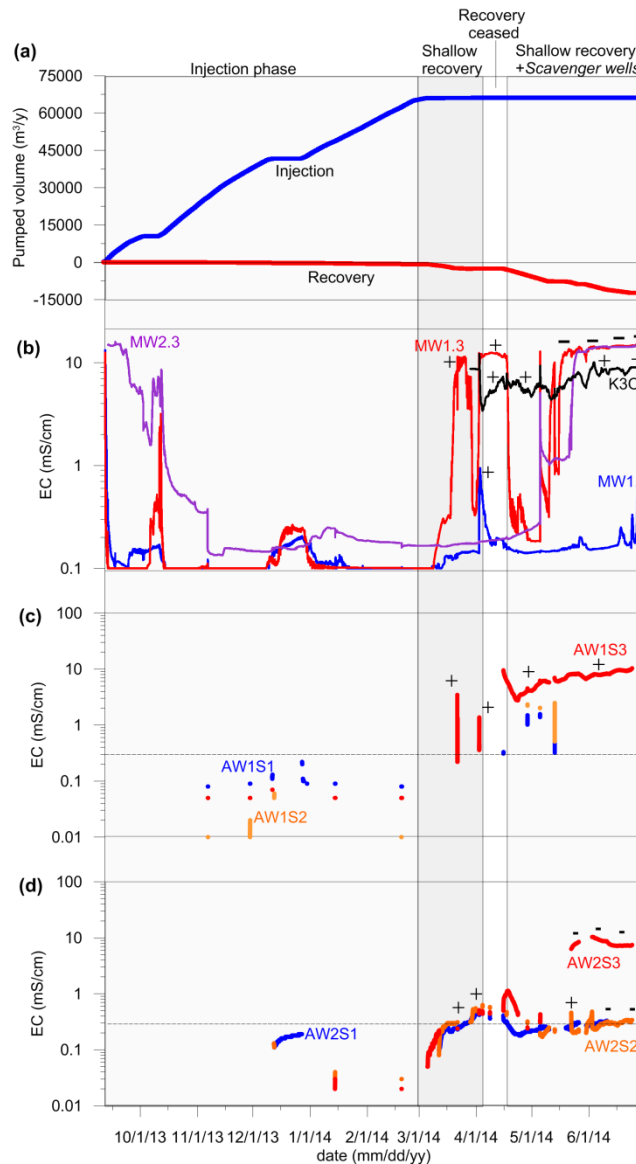 Recovery
ceased
(a)
Injection phase
Shallow
recovery
Shallow recovery
+Scavenger wells
Pumped volume (m³/y)
75000
60000
45000
30000
15000
0
-15000
Injection
Recovery
(b)
EC (mS/cm)
10
1
0.1
MW2.3
MW1.3
K3O
MW1
+ + + + + +
- - - -
(c)
EC (mS/cm)
100
10
1
0.1
0.01
AW1S3
AW1S1
AW1S2
+ + + +
(d)
EC (mS/cm)
100
10
1
0.1
0.01
AW2S3
AW2S1
AW2S2
- - -
+ + + - -
10/1/13 11/1/13 12/1/13 1/1/14 2/1/14 3/1/14 4/1/14 5/1/14 6/1/14
date (mm/dd/yy)